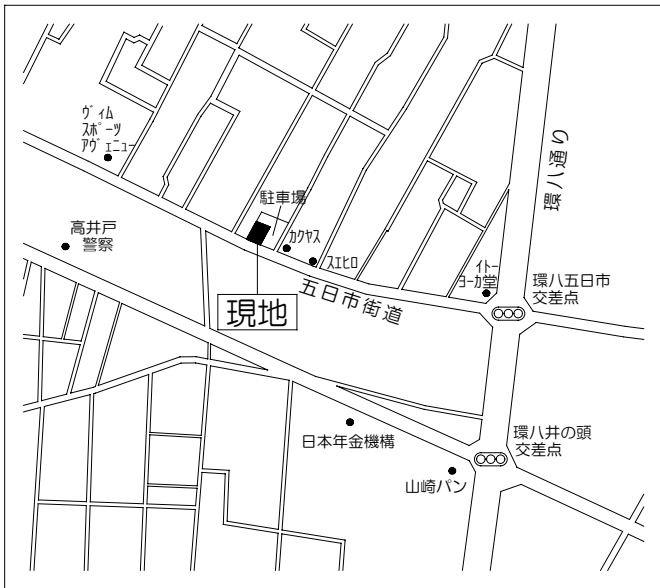 ヴィム
スポーツ
アヴェニュー
環八通り
高井戸
警察
駐車場
カクヤス
スエヒロ
イトー
ヨーカ堂
環八五日市
交差点
五日市街道
現地
日本年金機構
環八井の頭
交差点
山崎パン